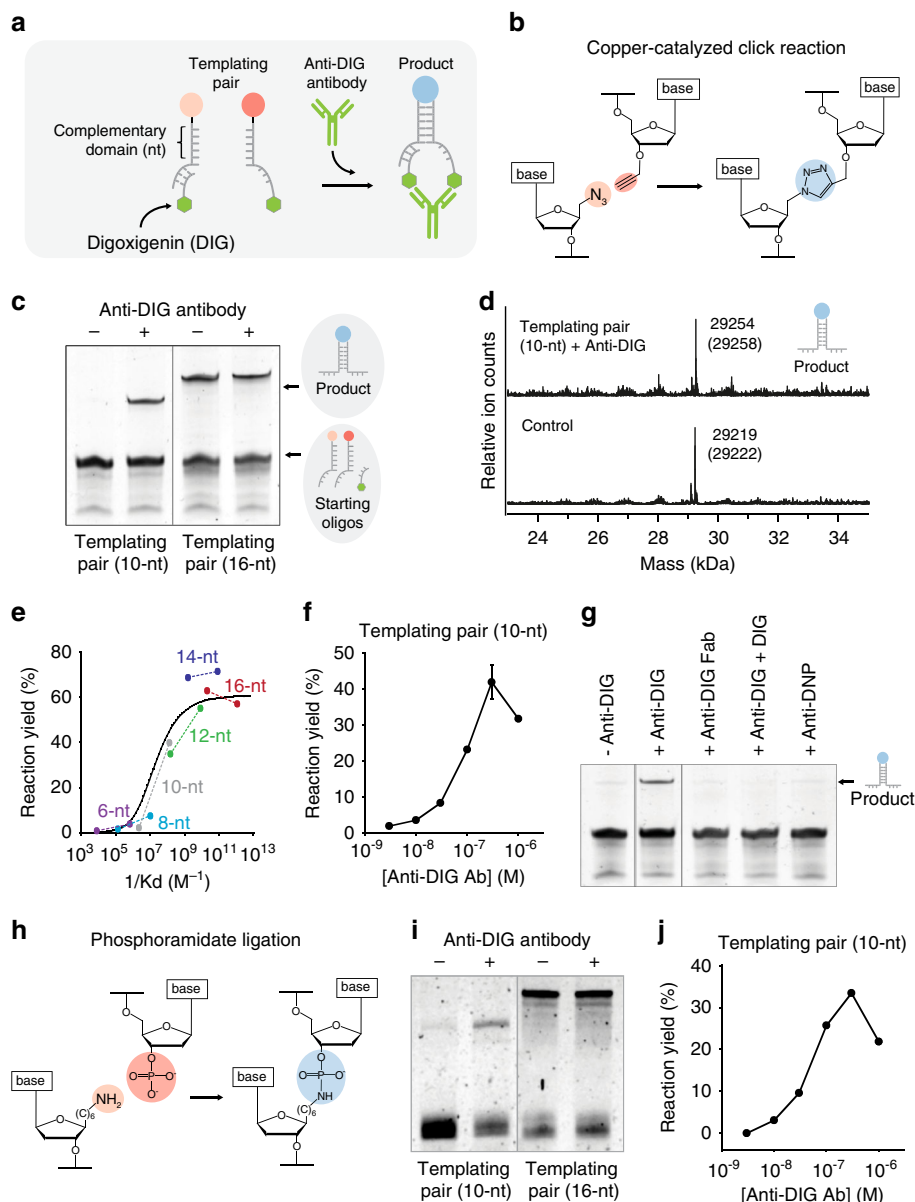 a
Templating
pair
Anti-DIG
antibody
Product
Complementary
domain (nt)
Digoxigenin (DIG)
b
Copper-catalyzed click reaction
base
base
O
O
O
N3
O
base
base
O
O
O
N
N
N
O
O
c
Anti-DIG antibody
– + – +
Product
Starting
oligos
Templating
pair (10-nt)
Templating
pair (16-nt)
d
Relative ion counts
Templating pair
(10-nt) + Anti-DIG
29254
(29258)
Product
Control
29219
(29222)
24 26 28 30 32 34
Mass (kDa)
e
Reaction yield (%)
80
60
40
20
0
14-nt
16-nt
12-nt
10-nt
6-nt
8-nt
10³ 10⁵ 10⁷ 10⁹ 10¹¹ 10¹³
1/Kd (M⁻¹)
f
Templating pair (10-nt)
Reaction yield (%)
50
40
30
20
10
0
10⁻⁹ 10⁻⁸ 10⁻⁷ 10⁻⁶
[Anti-DIG Ab] (M)
g
- Anti-DIG
+ Anti-DIG
+ Anti-DIG Fab
+ Anti-DIG + DIG
+ Anti-DNP
Product
h
Phosphoramidate ligation
base
O
O
O
O=P–O⁻
O⁻
base
(C)6
NH2
O
O
base
O
O
O
O=P–O⁻
NH
base
(C)6
O
O
i
Anti-DIG antibody
– + – +
Templating
pair (10-nt)
Templating
pair (16-nt)
j
Templating pair (10-nt)
Reaction yield (%)
40
30
20
10
0
10⁻⁹ 10⁻⁸ 10⁻⁷ 10⁻⁶
[Anti-DIG Ab] (M)